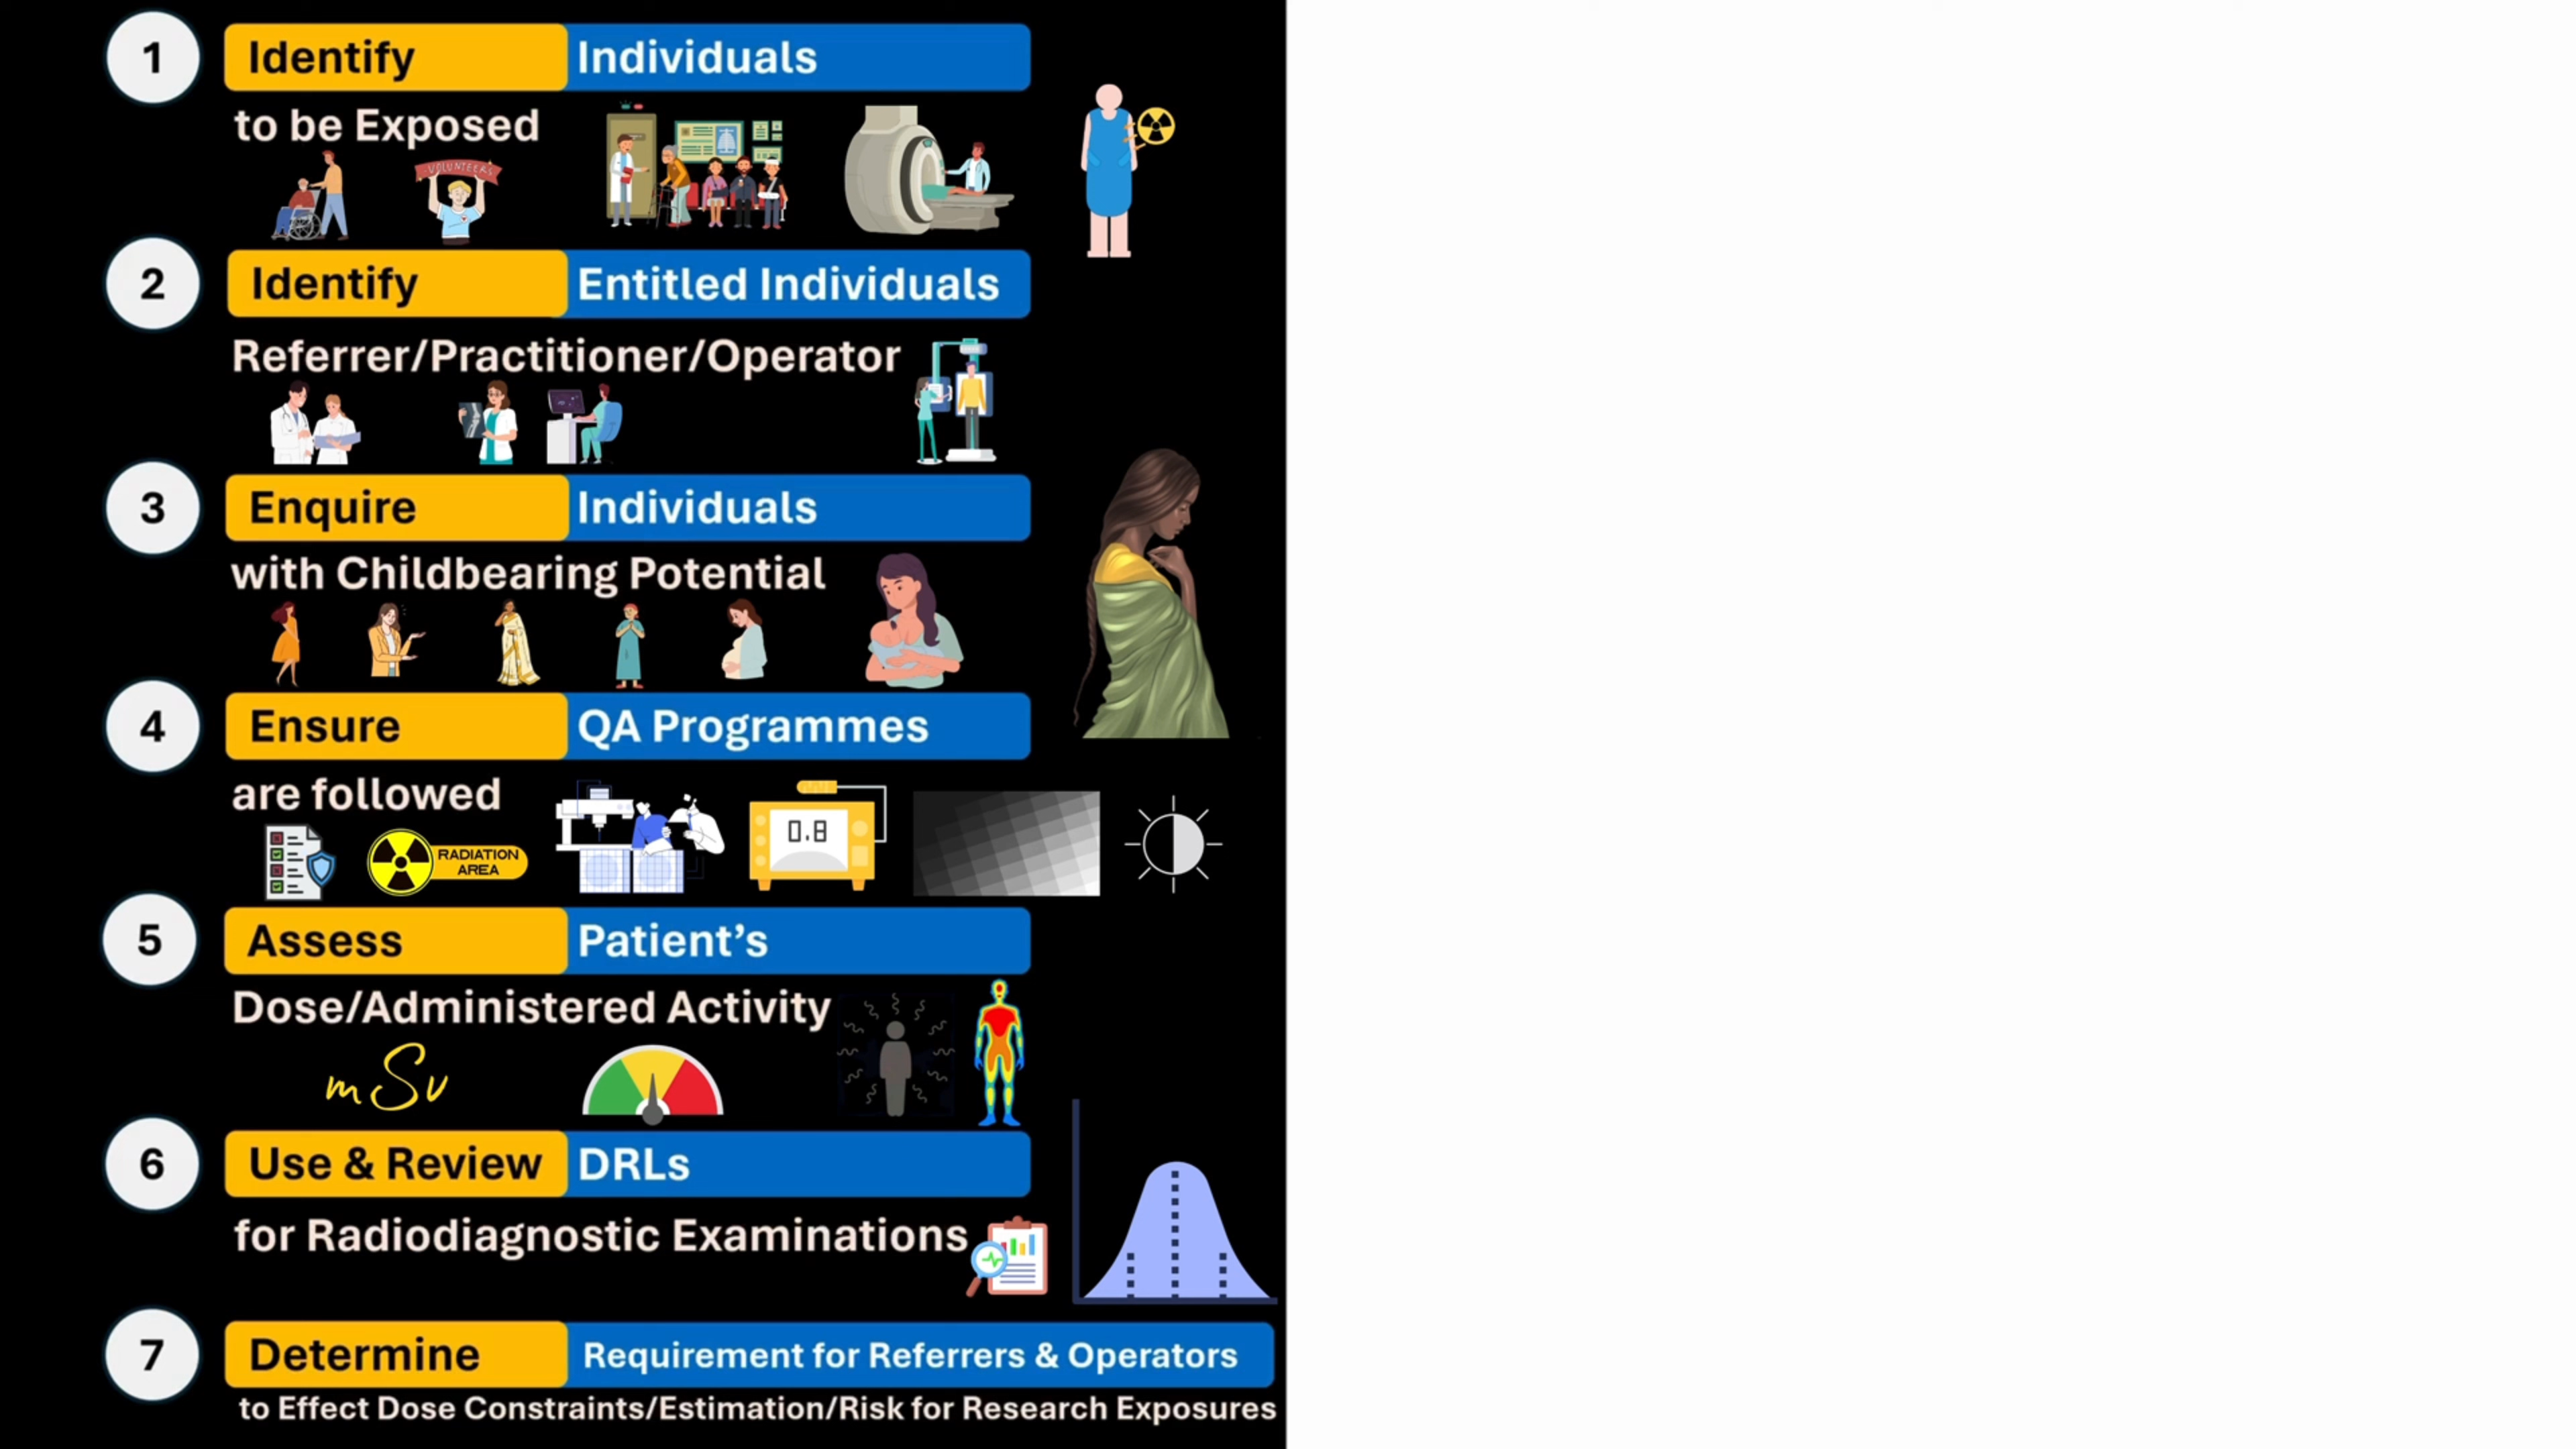 1 Identify Individuals
to be Exposed
VOLUNTEERS
2 Identify Entitled Individuals
Referrer/Practitioner/Operator
3 Enquire Individuals
with Childbearing Potential
4 Ensure QA Programmes
are followed
0.8
RADIATION
AREA
5 Assess Patient’s
Dose/Administered Activity
mSv
6 Use & Review DRLs
for Radiodiagnostic Examinations
7 Determine Requirement for Referrers & Operators
to Effect Dose Constraints/Estimation/Risk for Research Exposures